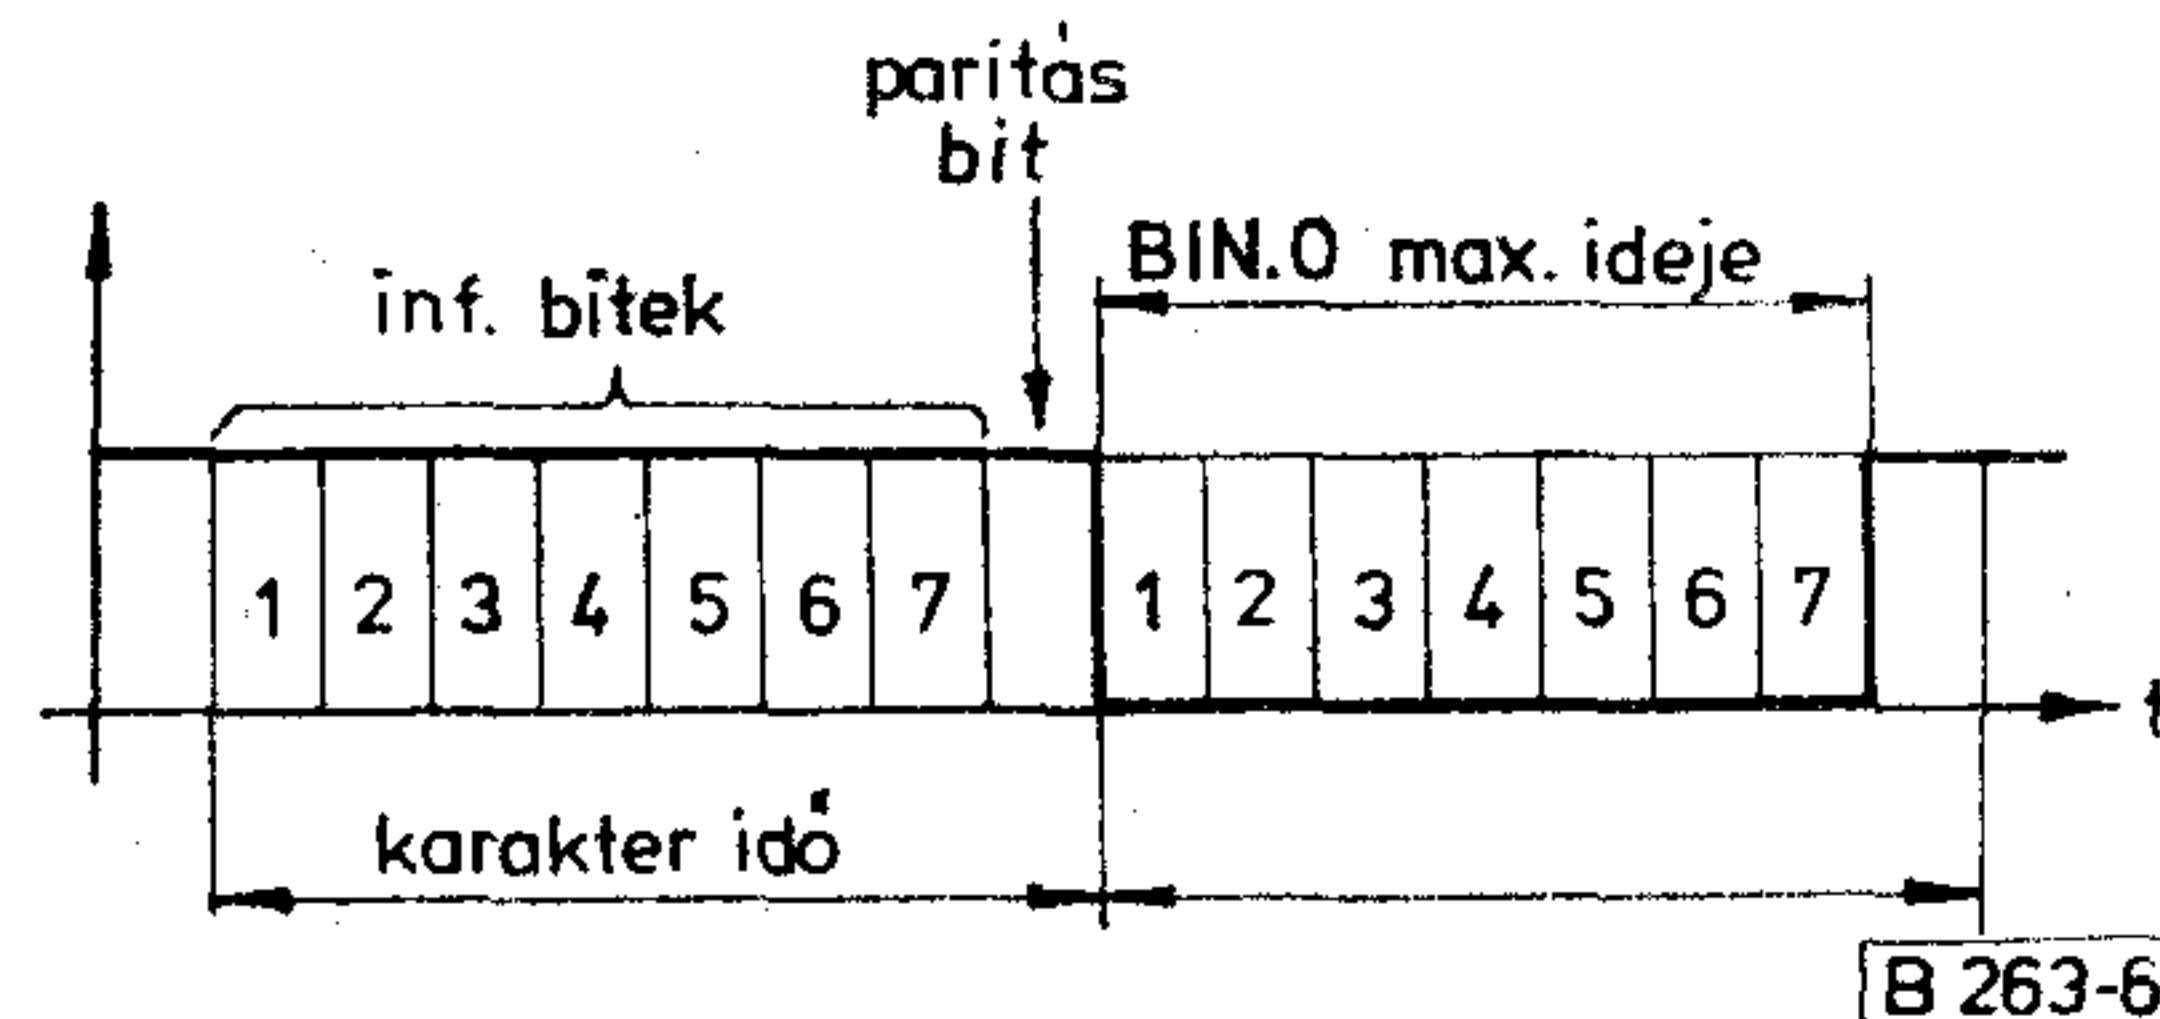 paritás
bit
BIN.0 max. ideje
inf. bitek
1 2 3 4 5 6 7 1 2 3 4 5 6 7
t
karakter idő
B 263-6